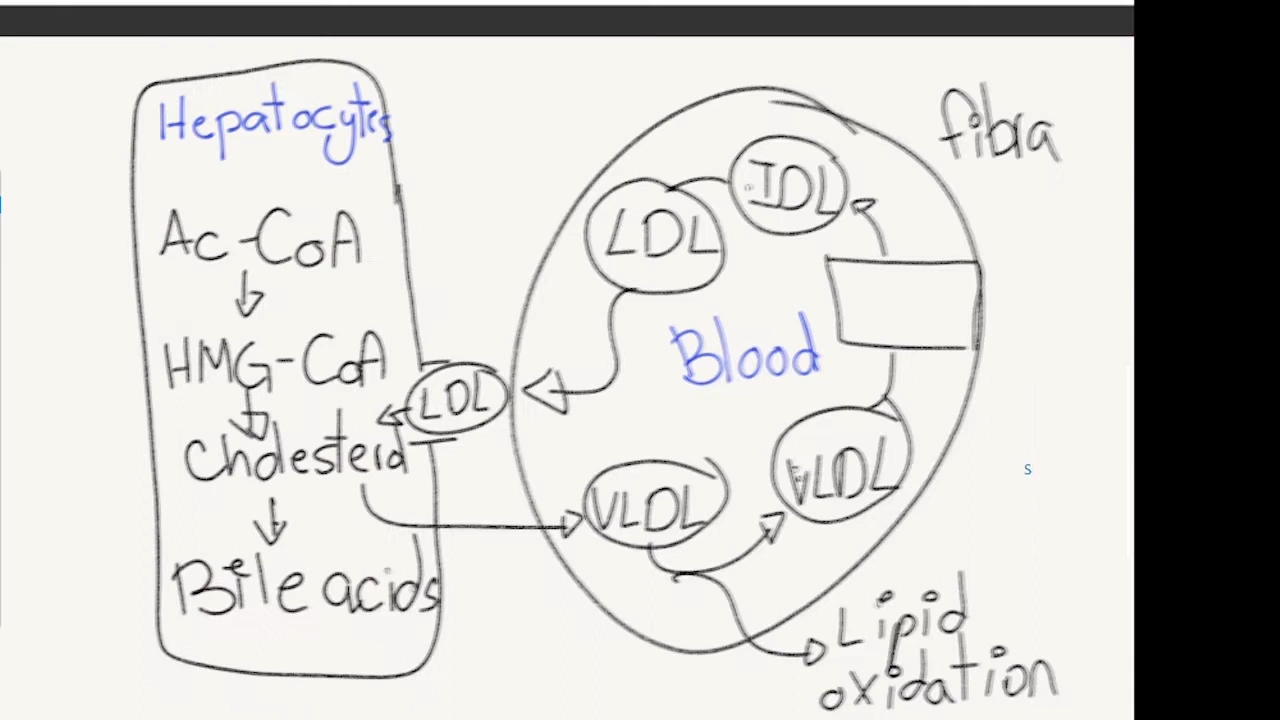 Hepatocytes
Ac-CoA
HMG-CoA
Cholesterol
Bile acids
LDL
LDL
IDL
Blood
VLDL
VLDL
fibra
s
Lipid
oxidation